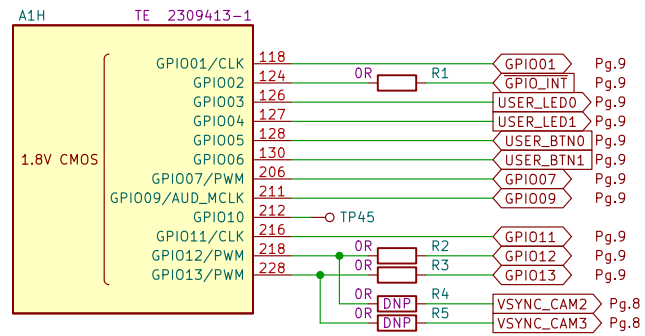 A1H TE 2309413-1
GPIO01/CLK 118 GPIO01 Pg.9
GPIO02 124 0R R1 GPIO_INT Pg.9
GPIO03 126 USER_LED0 Pg.9
GPIO04 127 USER_LED1 Pg.9
GPIO05 128 USER_BTN0 Pg.9
1.8V CMOS GPIO06 130 USER_BTN1 Pg.9
GPIO07/PWM 206 GPIO07 Pg.9
GPIO09/AUD_MCLK 211 GPIO09 Pg.9
GPIO10 212 TP45
GPIO11/CLK 216 GPIO11 Pg.9
GPIO12/PWM 218 0R R2 GPIO12 Pg.9
GPIO13/PWM 228 0R R3 GPIO13 Pg.9
0R DNP R4 VSYNC_CAM2 Pg.8
0R DNP R5 VSYNC_CAM3 Pg.8